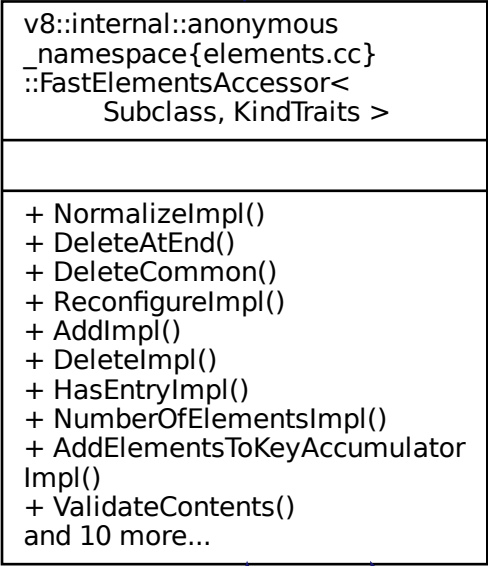 v8::internal::anonymous
_namespace{elements.cc}
::FastElementsAccessor<
Subclass, KindTraits >
+ NormalizeImpl()
+ DeleteAtEnd()
+ DeleteCommon()
+ ReconfigureImpl()
+ AddImpl()
+ DeleteImpl()
+ HasEntryImpl()
+ NumberOfElementsImpl()
+ AddElementsToKeyAccumulator
Impl()
+ ValidateContents()
and 10 more...